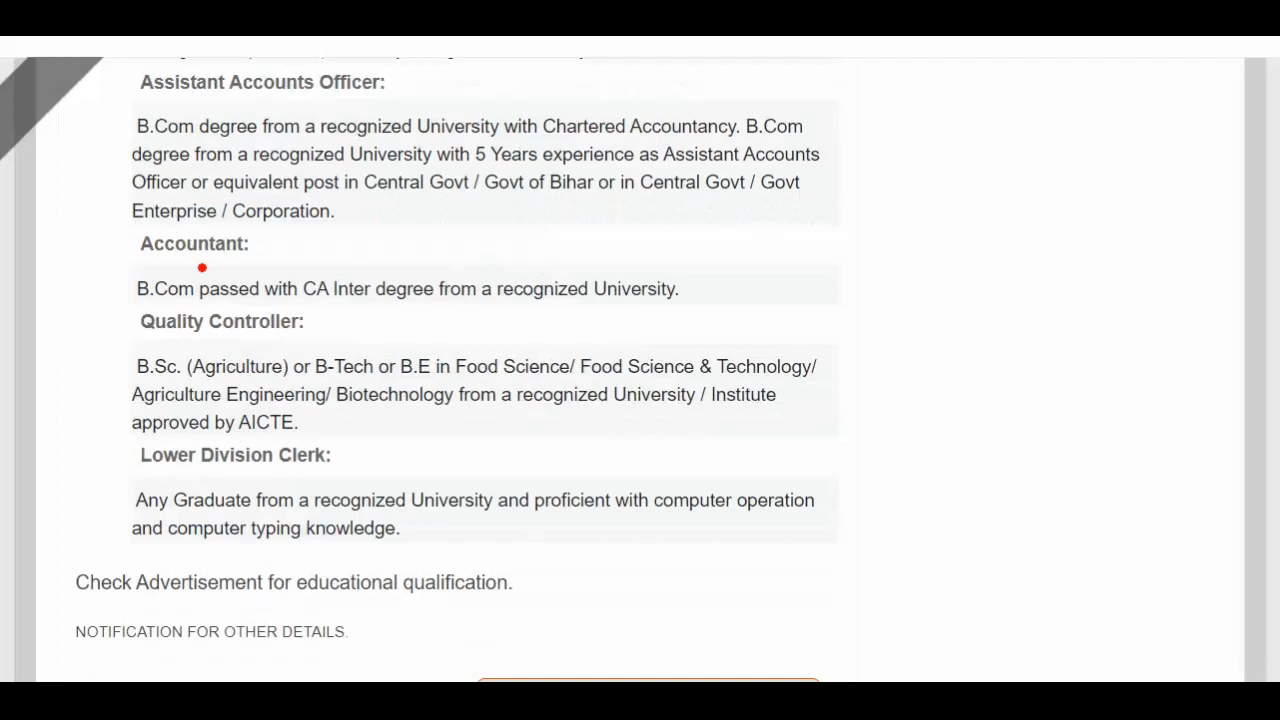 Assistant Accounts Officer:
B.Com degree from a recognized University with Chartered Accountancy. B.Com
degree from a recognized University with 5 Years experience as Assistant Accounts
Officer or equivalent post in Central Govt / Govt of Bihar or in Central Govt / Govt
Enterprise / Corporation.
Accountant:
B.Com passed with CA Inter degree from a recognized University.
Quality Controller:
B.Sc. (Agriculture) or B-Tech or B.E in Food Science/ Food Science & Technology/
Agriculture Engineering/ Biotechnology from a recognized University / Institute
approved by AICTE.
Lower Division Clerk:
Any Graduate from a recognized University and proficient with computer operation
and computer typing knowledge.
Check Advertisement for educational qualification.
NOTIFICATION FOR OTHER DETAILS.